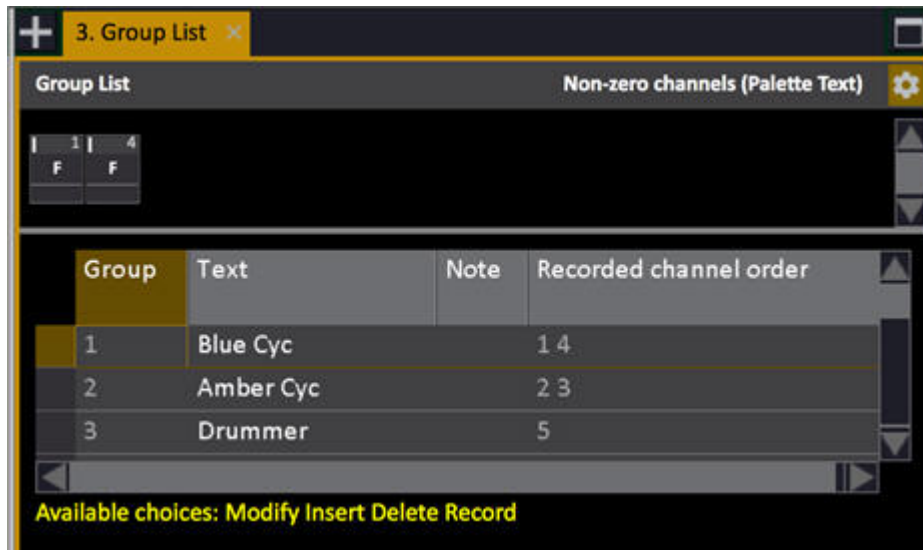 3. Group List
Group List Non-zero channels (Palette Text)
1 4
F F
Group Text Note Recorded channel order
1 Blue Cyc 1 4
2 Amber Cyc 2 3
3 Drummer 5
Available choices: Modify Insert Delete Record